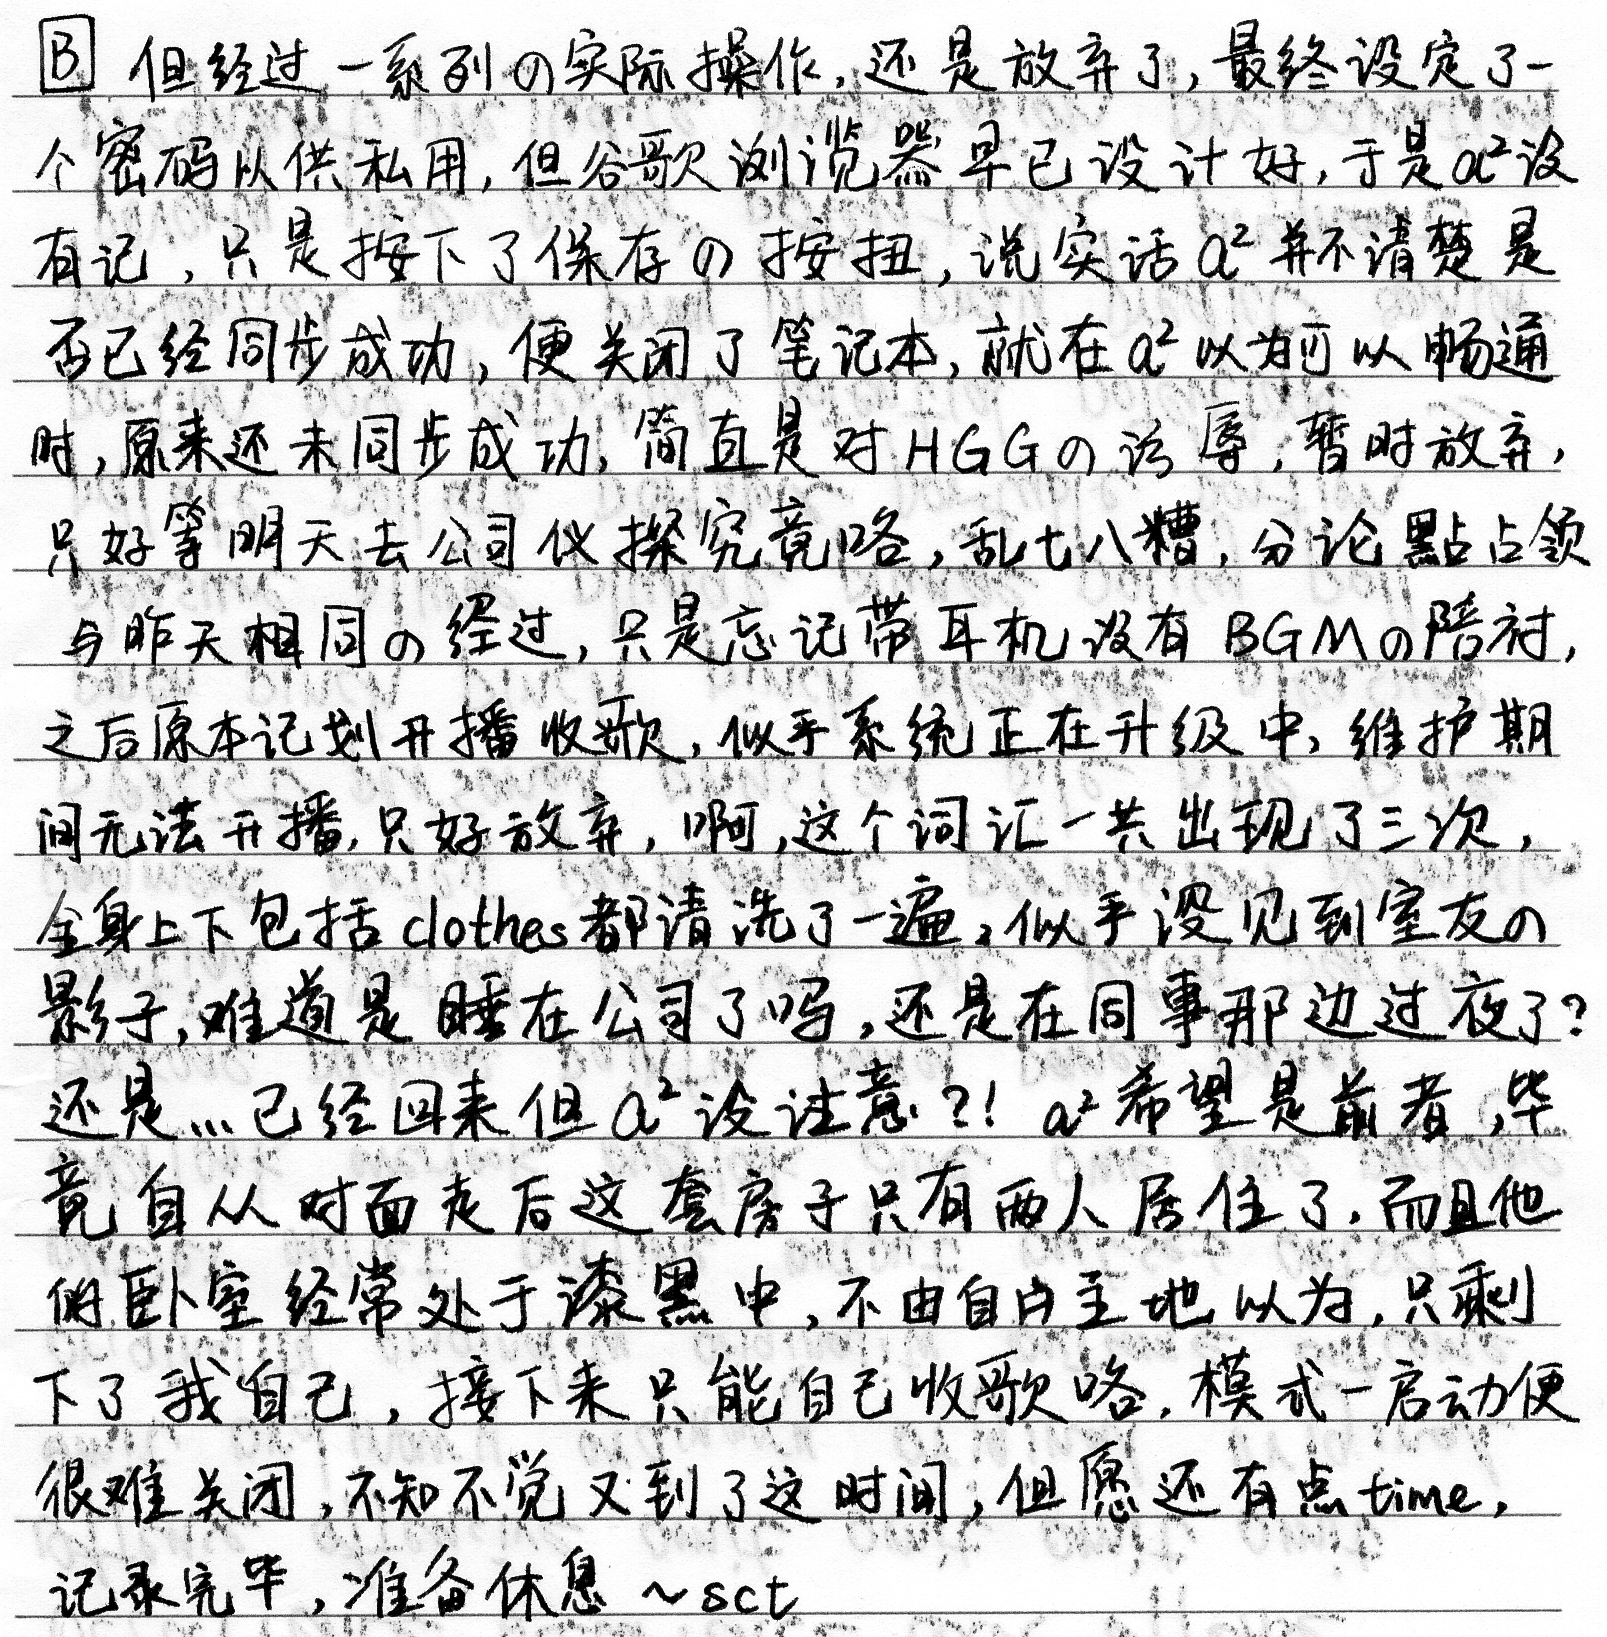 B 但经过一系列の实际操作,还是放弃了,最终设定了一
个密码以供私用,但谷歌浏览器早已设计好,于是a²没
有记,只是按下了保存の按扭,说实话a²并不清楚是
否已经同步成功,便关闭了笔记本,就在a²以为可以畅通
时,原来还未同步成功,简直是对HGGの污辱,暂时放弃,
只好等明天去公司仪探究竟咯,乱七八糟,分论點占领
与昨天相同の经过,只是忘记带耳机没有BGMの陪衬,
之后原本记划开播收歌,似乎系统正在升级中,维护期
间无法开播,只好放弃,啊,这个词汇一共出现了三次,
全身上下包括clothes都清洗了一遍,似乎没见到室友の
影子,难道是睡在公司了吗,还是在同事那边过夜了?
还是...已经回来但a²没注意?! a²希望是前者,毕
竟自从对面走后这套房子只有两人居住了.而且他
俩卧室经常处于漆黑中,不由自主地以为,只剩
下了我自己,接下来只能自己收歌咯.模式一启动便
很难关闭,不知不觉又到了这时间,但愿还有点time,
记录完毕,准备休息~sct